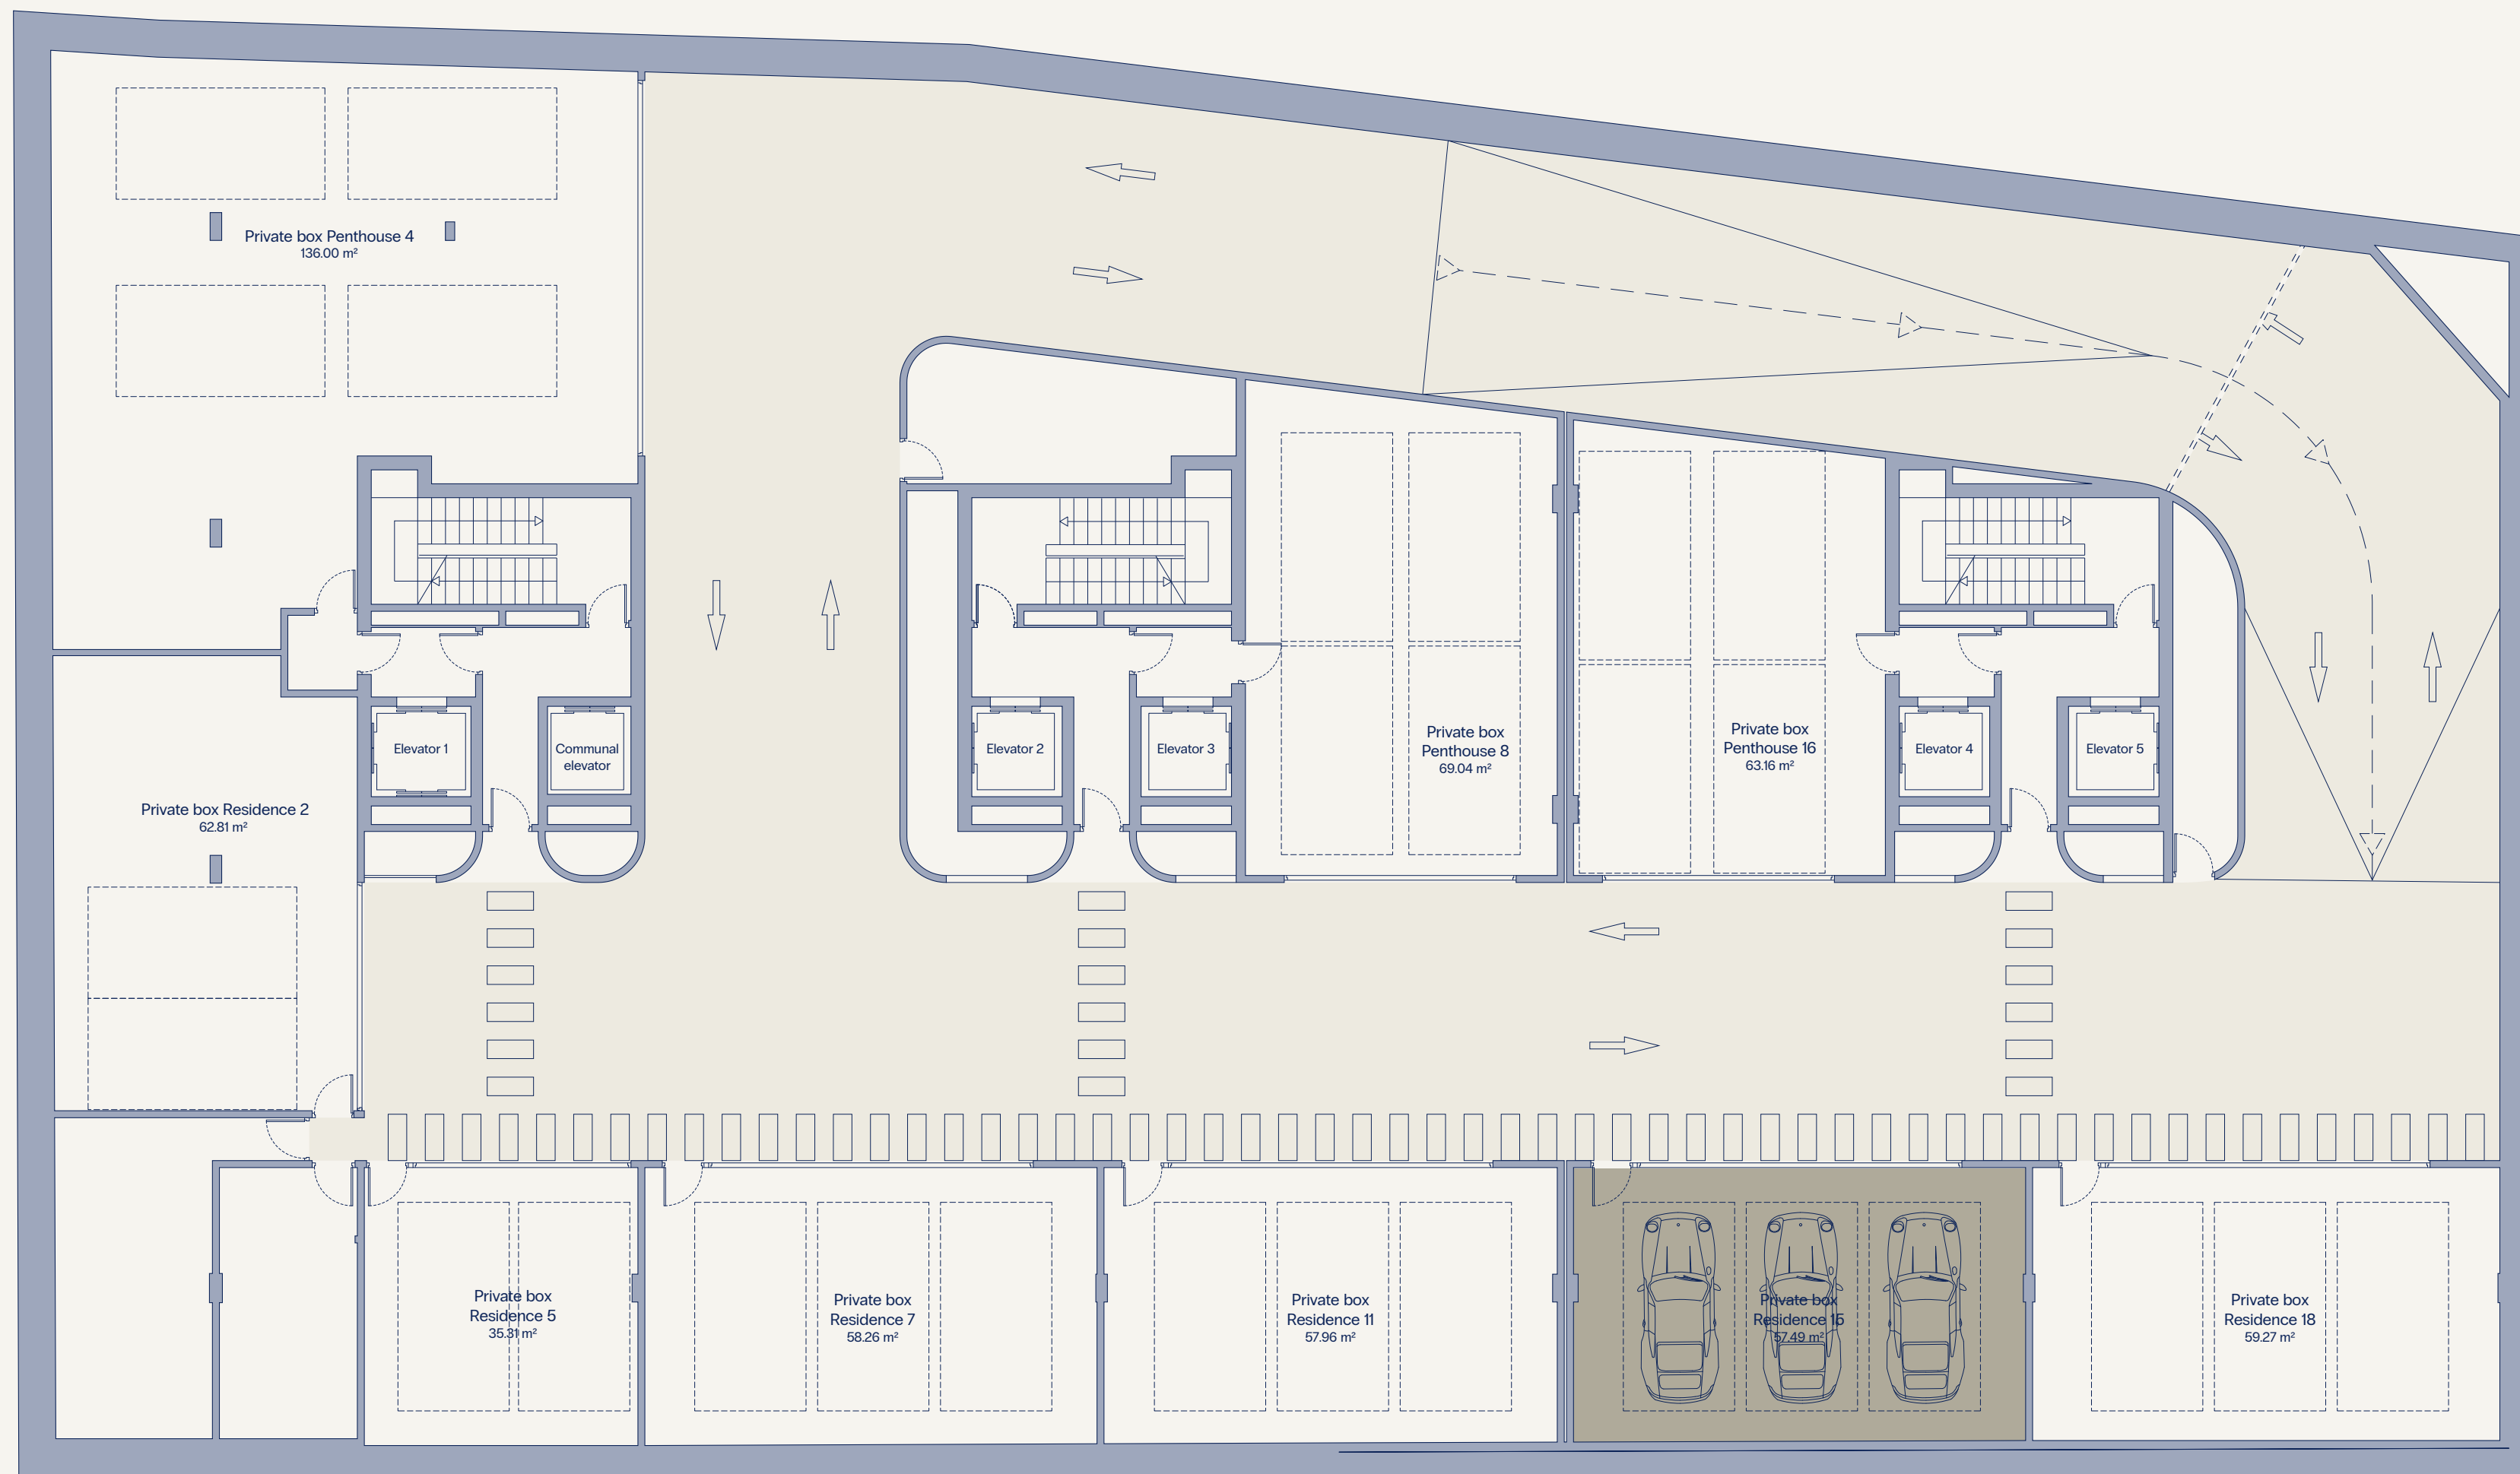 Private box Penthouse 4
136.00 m²
Elevator 1
Communal
elevator
Elevator 2
Elevator 3
Private box
Penthouse 8
69.04 m²
Private box
Penthouse 16
63.16 m²
Elevator 4
Elevator 5
Private box Residence 2
62.81 m²
Private box
Residence 5
35.31 m²
Private box
Residence 7
58.26 m²
Private box
Residence 11
57.96 m²
Private box
Residence 15
57.49 m²
Private box
Residence 18
59.27 m²